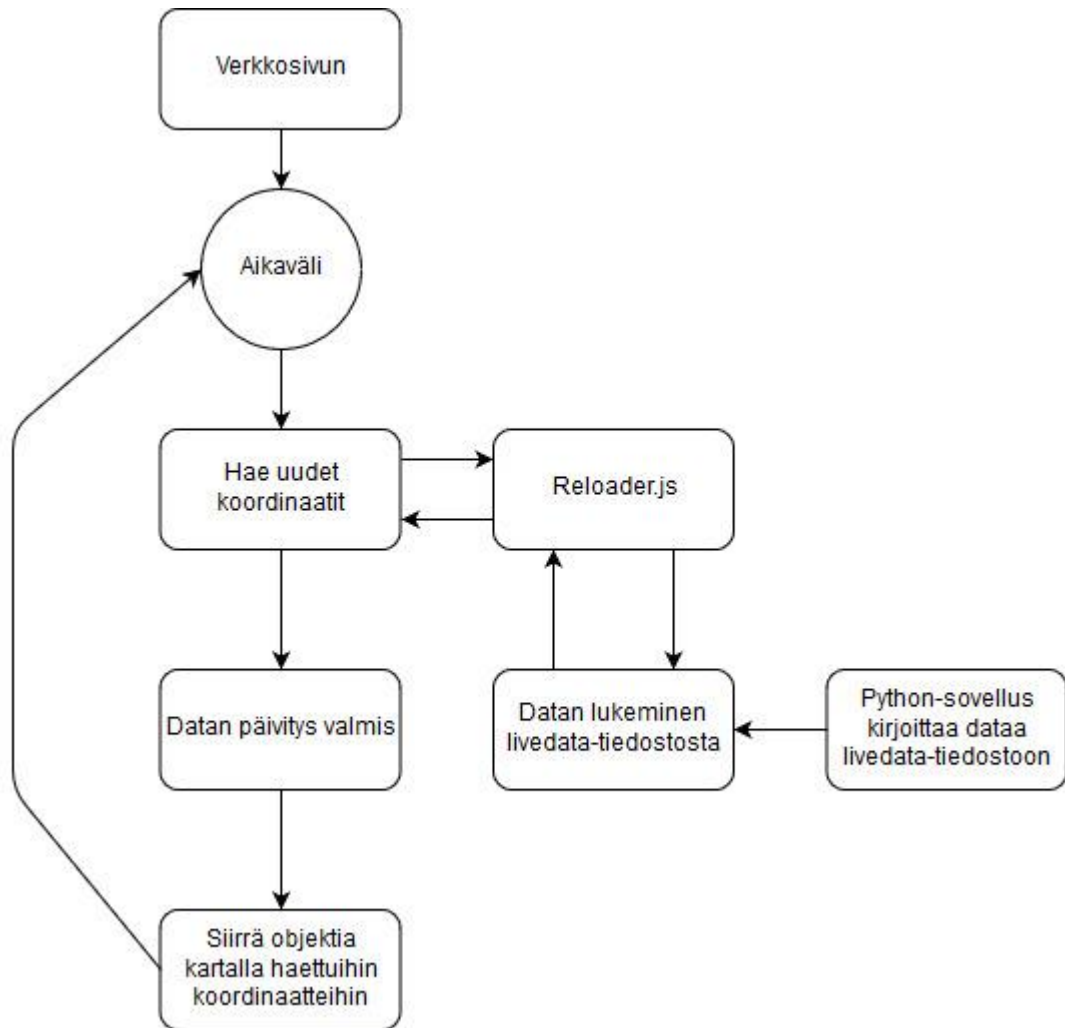 Verkkosivun
Aikaväli
Hae uudet
koordinaatit
Reloader.js
Datan päivitys valmis
Datan lukeminen
livedata-tiedostosta
Python-sovellus
kirjoittaa dataa
livedata-tiedostoon
Siirrä objektia
kartalla haettuihin
koordinaatteihin